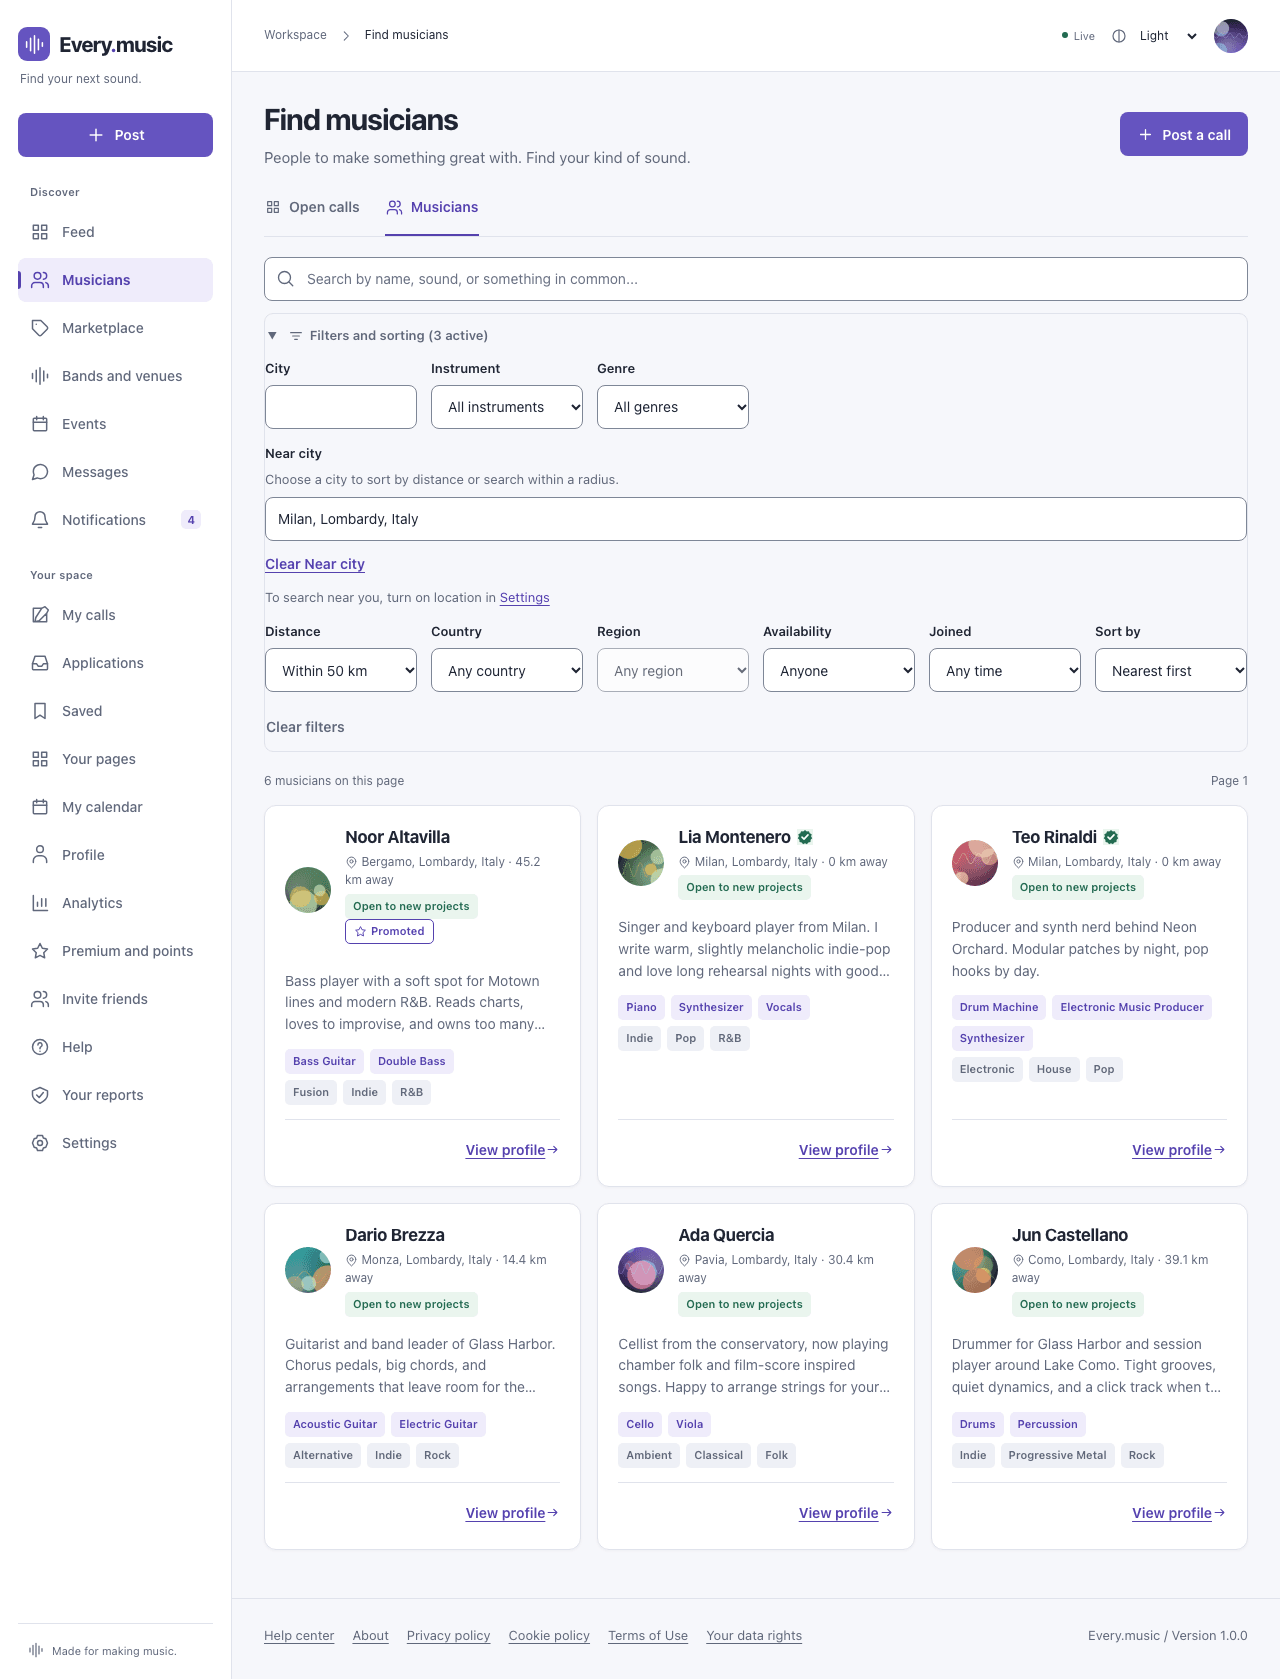 Every.music
Find your next sound.
Post
Discover
Feed
Musicians
Marketplace
Bands and venues
Events
Messages
Notifications 4
Your space
My calls
Applications
Saved
Your pages
My calendar
Profile
Analytics
Premium and points
Invite friends
Help
Your reports
Settings
Made for making music.
Workspace Find musicians
Live Light
Find musicians
People to make something great with. Find your kind of sound.
Post a call
Open calls Musicians
Search by name, sound, or something in common...
Filters and sorting (3 active)
City Instrument Genre
All instruments All genres
Near city
Choose a city to sort by distance or search within a radius.
Milan, Lombardy, Italy
Clear Near city
To search near you, turn on location in Settings
Distance Country Region Availability Joined Sort by
Within 50 km Any country Any region Anyone Any time Nearest first
Clear filters
6 musicians on this page Page 1
Noor Altavilla
Bergamo, Lombardy, Italy · 45.2
km away
Open to new projects
Promoted
Bass player with a soft spot for Motown
lines and modern R&B. Reads charts,
loves to improvise, and owns too many...
Bass Guitar Double Bass
Fusion Indie R&B
View profile
Lia Montenero
Milan, Lombardy, Italy · 0 km away
Open to new projects
Singer and keyboard player from Milan. I
write warm, slightly melancholic indie-pop
and love long rehearsal nights with good...
Piano Synthesizer Vocals
Indie Pop R&B
View profile
Teo Rinaldi
Milan, Lombardy, Italy · 0 km away
Open to new projects
Producer and synth nerd behind Neon
Orchard. Modular patches by night, pop
hooks by day.
Drum Machine Electronic Music Producer
Synthesizer
Electronic House Pop
View profile
Dario Brezza
Monza, Lombardy, Italy · 14.4 km
away
Open to new projects
Guitarist and band leader of Glass Harbor.
Chorus pedals, big chords, and
arrangements that leave room for the...
Acoustic Guitar Electric Guitar
Alternative Indie Rock
View profile
Ada Quercia
Pavia, Lombardy, Italy · 30.4 km
away
Open to new projects
Cellist from the conservatory, now playing
chamber folk and film-score inspired
songs. Happy to arrange strings for your...
Cello Viola
Ambient Classical Folk
View profile
Jun Castellano
Como, Lombardy, Italy · 39.1 km
away
Open to new projects
Drummer for Glass Harbor and session
player around Lake Como. Tight grooves,
quiet dynamics, and a click track when t...
Drums Percussion
Indie Progressive Metal Rock
View profile
Help center About Privacy policy Cookie policy Terms of Use Your data rights
Every.music / Version 1.0.0